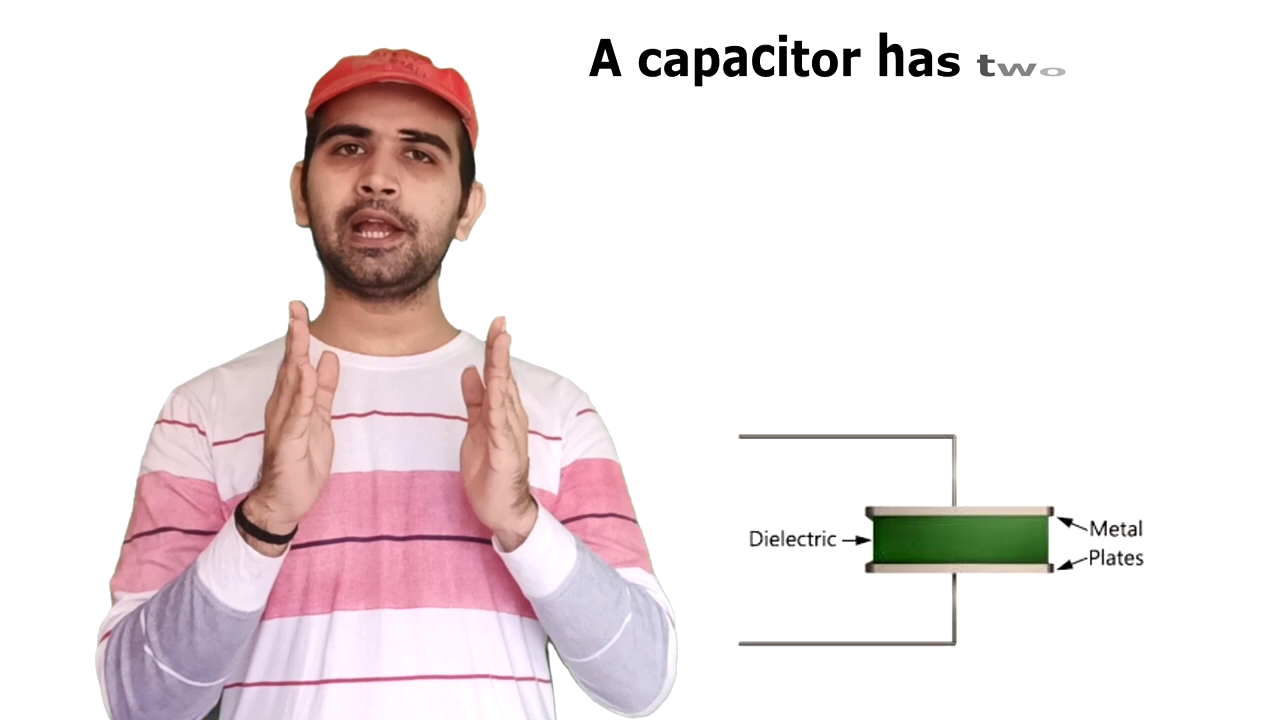 A capacitor has two
Dielectric
Metal
Plates